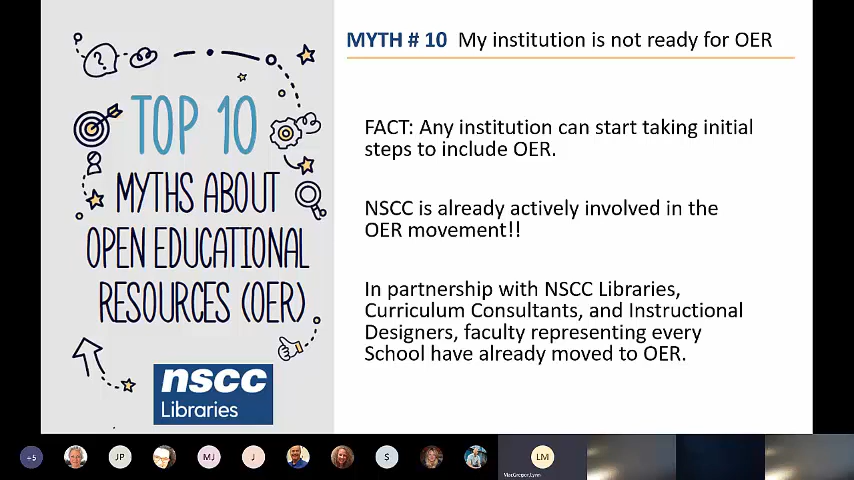 MYTH # 10 My institution is not ready for OER
TOP 10
MYTHS ABOUT
OPEN EDUCATIONAL
RESOURCES (OER)
nscc
Libraries
FACT: Any institution can start taking initial
steps to include OER.
NSCC is already actively involved in the
OER movement!!
In partnership with NSCC Libraries,
Curriculum Consultants, and Instructional
Designers, faculty representing every
School have already moved to OER.
+5
JP
MJ
J
S
LM
MacGregor,Lynn